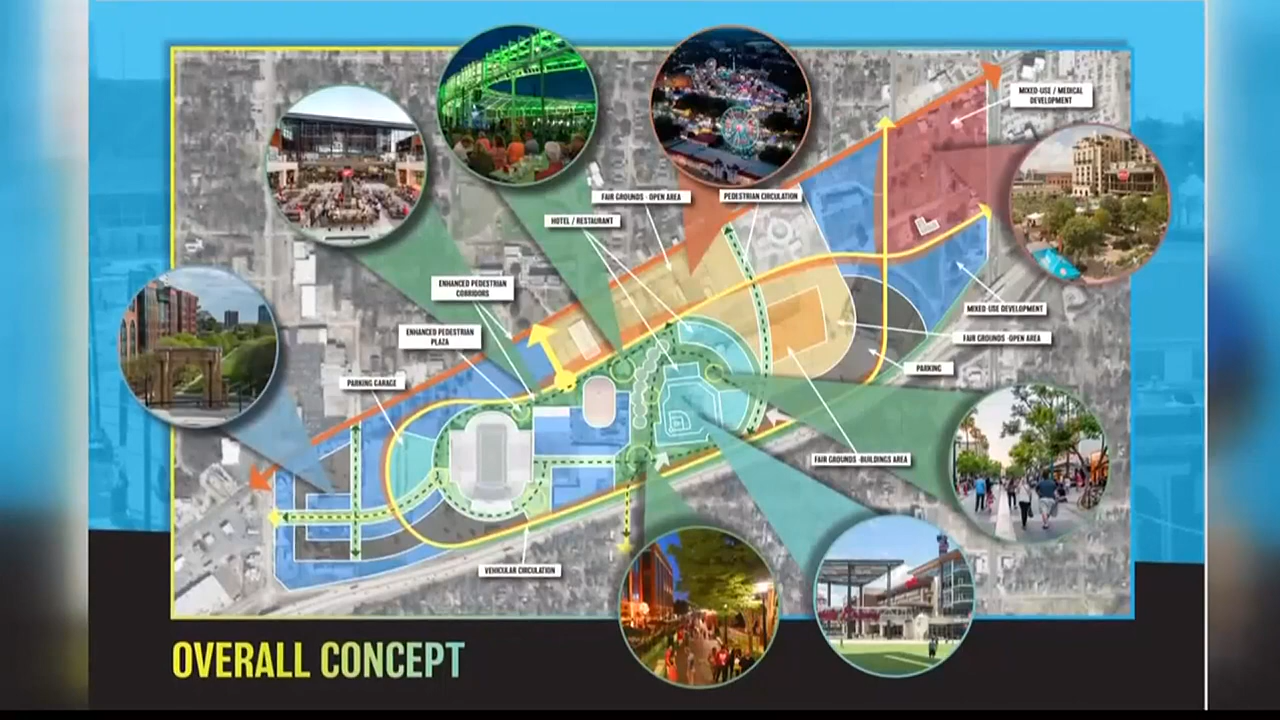 MIXED-USE / MEDICAL
DEVELOPMENT
FAIR GROUNDS - OPEN AREA
PEDESTRIAN CIRCULATION
HOTEL / RESTAURANT
ENHANCED PEDESTRIAN
CORRIDORS
MIXED-USE DEVELOPMENT
ENHANCED PEDESTRIAN
PLAZA
FAIR GROUNDS -OPEN AREA
PARKING
PARKING GARAGE
FAIR GROUNDS -BUILDINGS AREA
VEHICULAR CIRCULATION
OVERALL CONCEPT